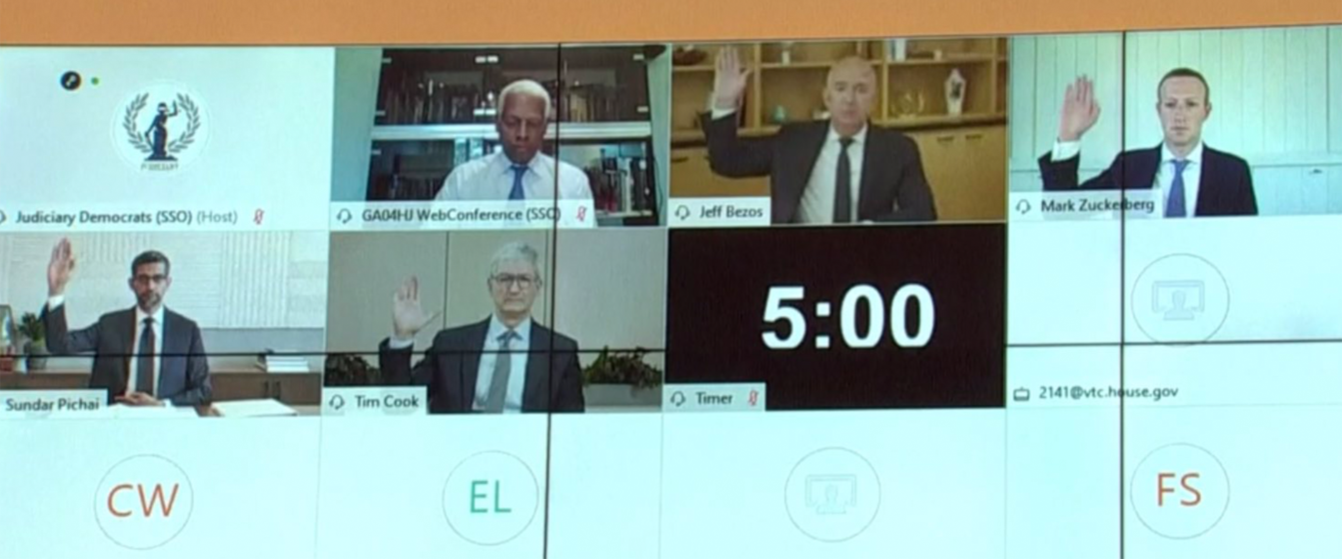 Judiciary Democrats (SSO) (Host)
GA04HJ WebConference (SSO)
Jeff Bezos
Mark Zuckerberg
Sundar Pichai
Tim Cook
5:00
Timer
2141@vtc.house.gov
CW
EL
FS